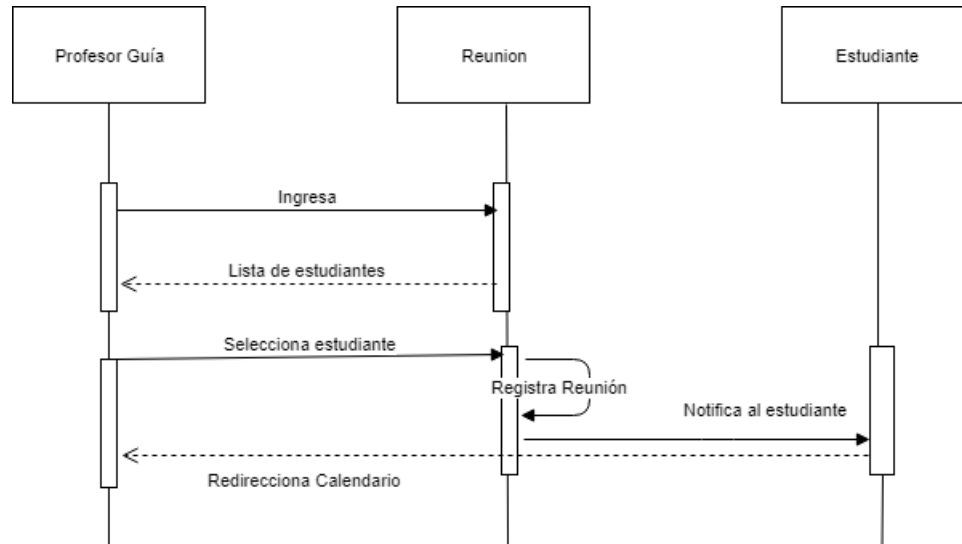 Profesor Guía
Reunion
Estudiante
Ingresa
Lista de estudiantes
Selecciona estudiante
Registra Reunión
Notifica al estudiante
Redirecciona Calendario